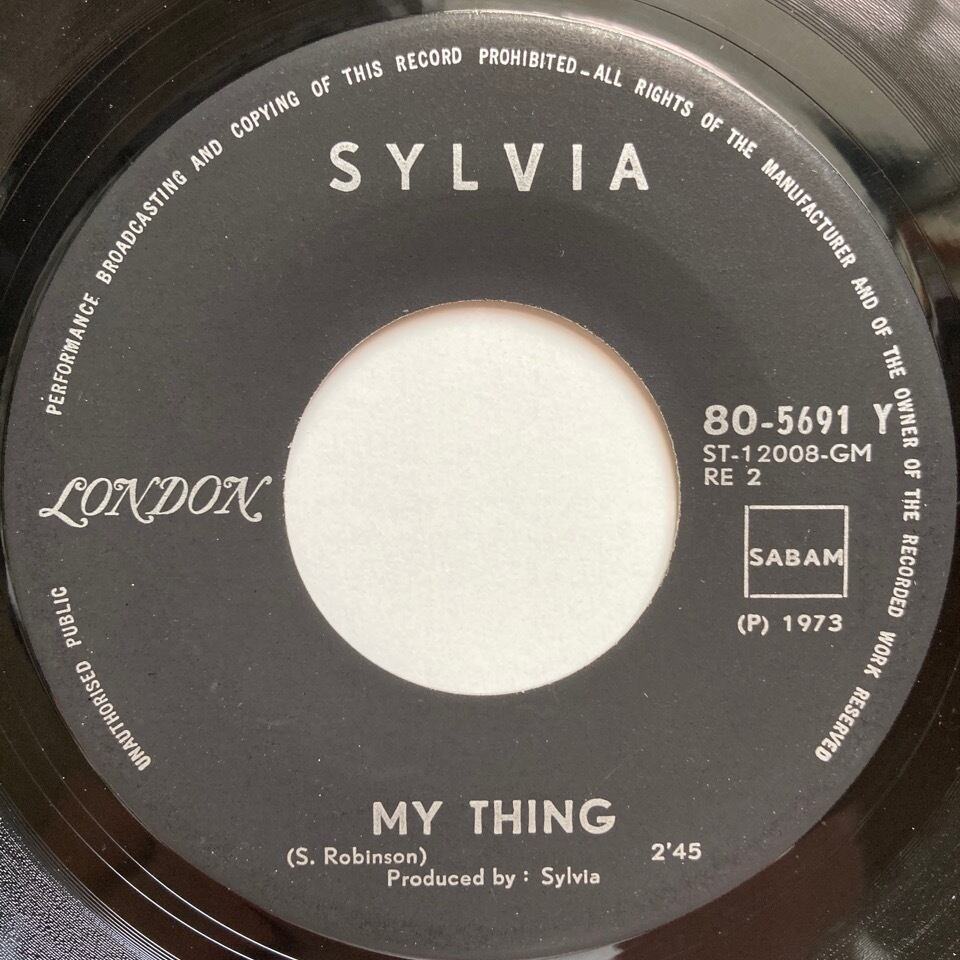 UNAUTHORISED PUBLIC PERFORMANCE BROADCASTING AND COPYING OF THIS RECORD PROHIBITED-ALL RIGHTS OF THE MANUFACTURER AND OF THE OWNER OF THE RECORDED WORK RESERVED
SYLVIA
LONDON
80-5691 Y
ST-12008-GM
RE 2
SABAM
(P) 1973
MY THING
(S. Robinson) 2'45
Produced by : Sylvia